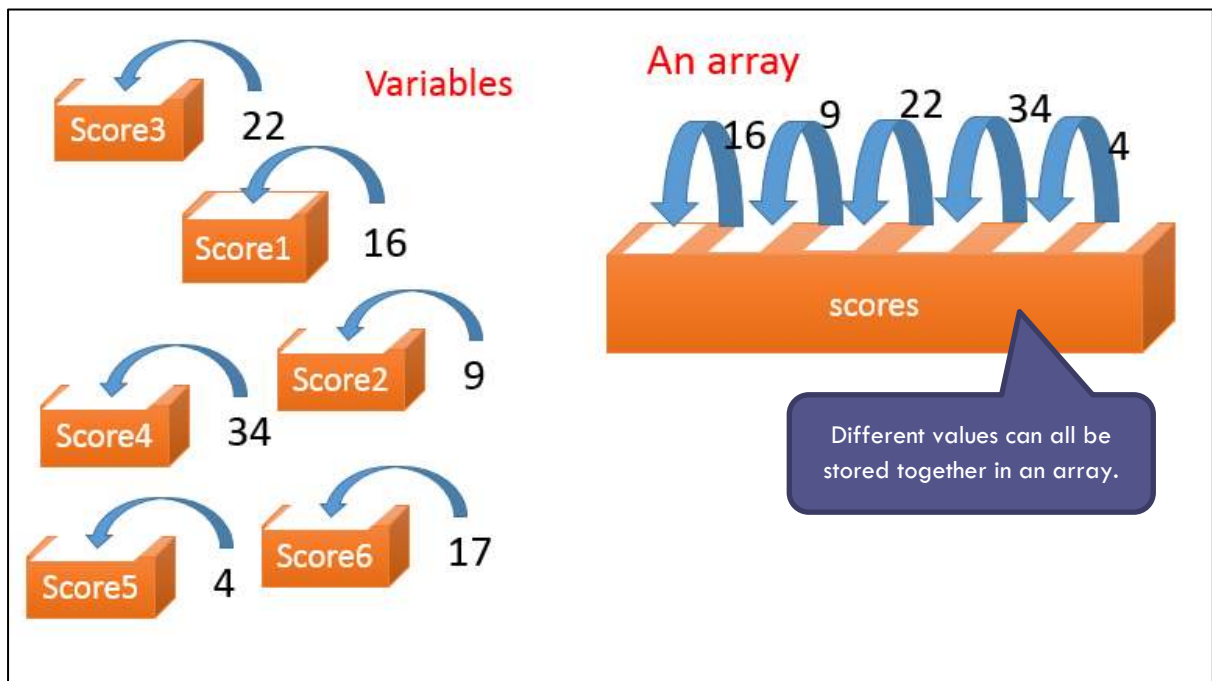 Variables
Score3
22
Score1
16
Score2
9
Score4
34
Score5
4
Score6
17
An array
16 9 22 34 4
scores
Different values can all be
stored together in an array.